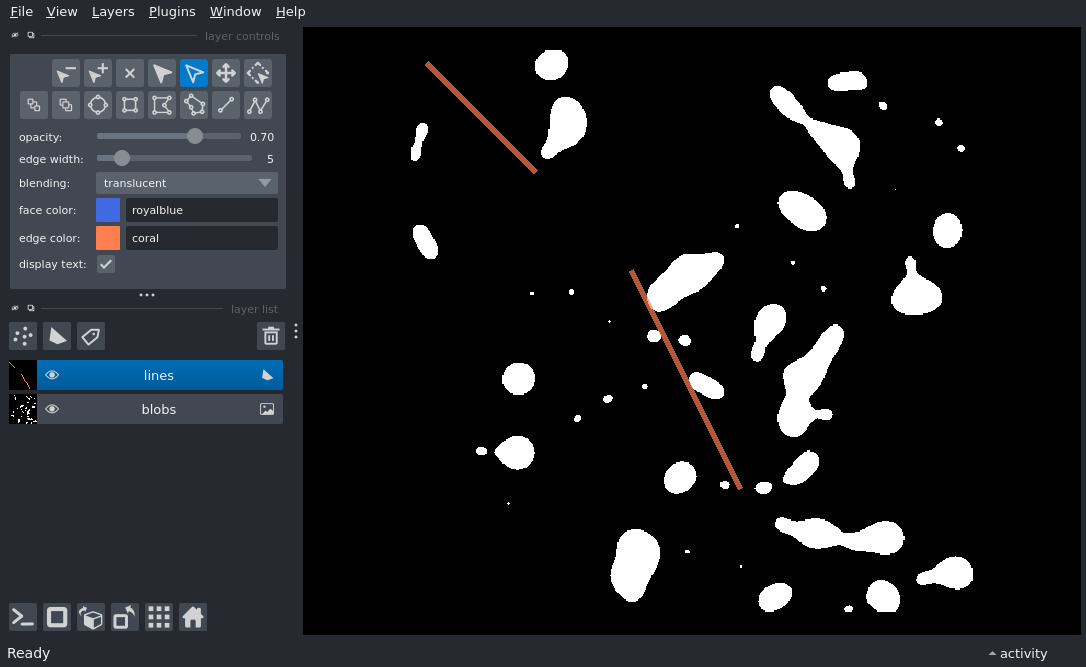 File View Layers Plugins Window Help
layer controls
opacity: 0.70
edge width: 5
blending: translucent
face color: royalblue
edge color: coral
display text:
layer list
lines
blobs
Ready
activity